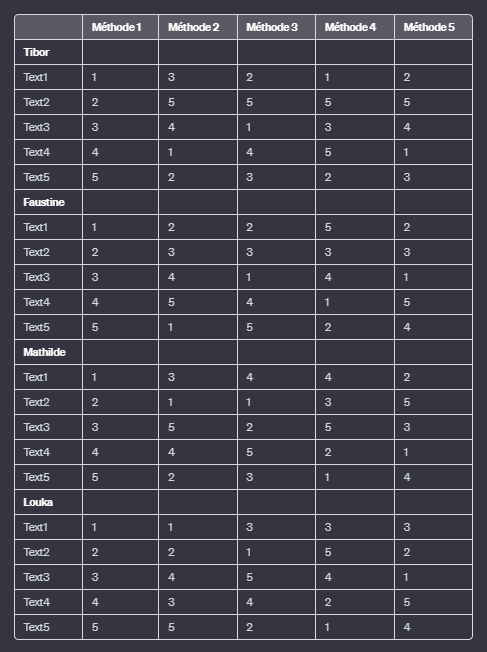 Méthode 1 Méthode 2 Méthode 3 Méthode 4 Méthode 5
Tibor
Text1 1 3 2 1 2
Text2 2 5 5 5 5
Text3 3 4 1 3 4
Text4 4 1 4 5 1
Text5 5 2 3 2 3
Faustine
Text1 1 2 2 5 2
Text2 2 3 3 3 3
Text3 3 4 1 4 1
Text4 4 5 4 1 5
Text5 5 1 5 2 4
Mathilde
Text1 1 3 4 4 2
Text2 2 1 1 3 5
Text3 3 5 2 5 3
Text4 4 4 5 2 1
Text5 5 2 3 1 4
Louka
Text1 1 1 3 3 3
Text2 2 2 1 5 2
Text3 3 4 5 4 1
Text4 4 3 4 2 5
Text5 5 5 2 1 4